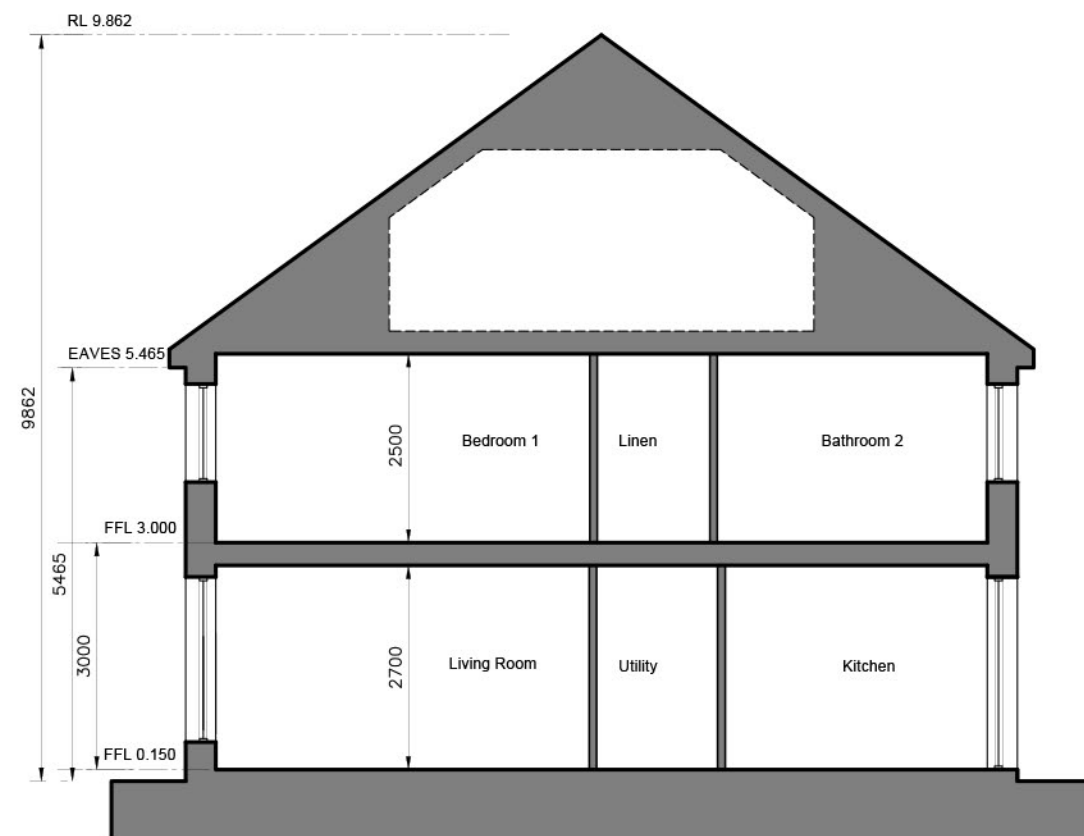 RL 9.862
EAVES 5.465
9862
2500
Bedroom 1
Linen
Bathroom 2
FFL 3.000
5465
3000
2700
Living Room
Utility
Kitchen
FFL 0.150